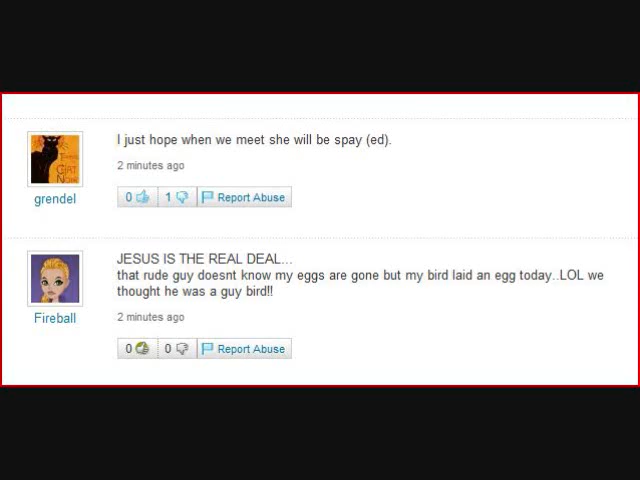 I just hope when we meet she will be spay (ed).
2 minutes ago
grendel
0 1 Report Abuse
JESUS IS THE REAL DEAL...
that rude guy doesnt know my eggs are gone but my bird laid an egg today..LOL we
thought he was a guy bird!!
Fireball
2 minutes ago
0 0 Report Abuse